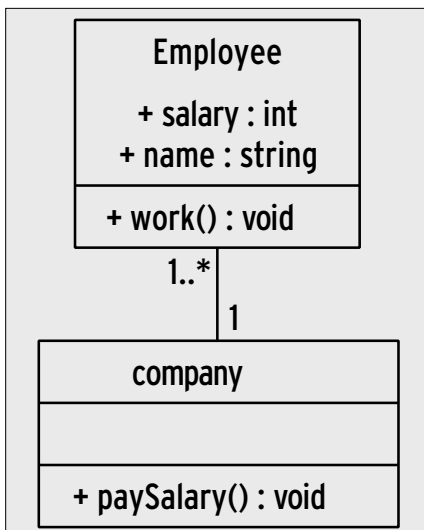 Employee
+ salary : int
+ name : string
+ work() : void
1..*
1
company
+ paySalary() : void